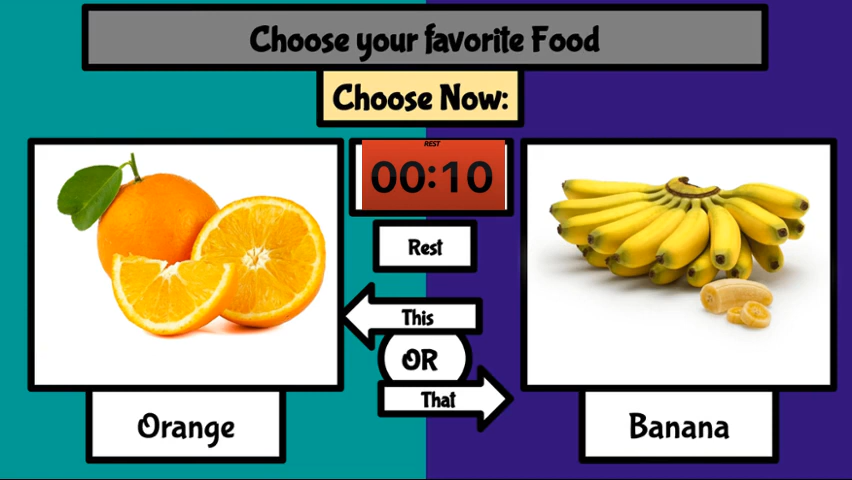 Choose your favorite Food
Choose Now:
REST
00:10
Rest
This
OR
That
Orange
Banana